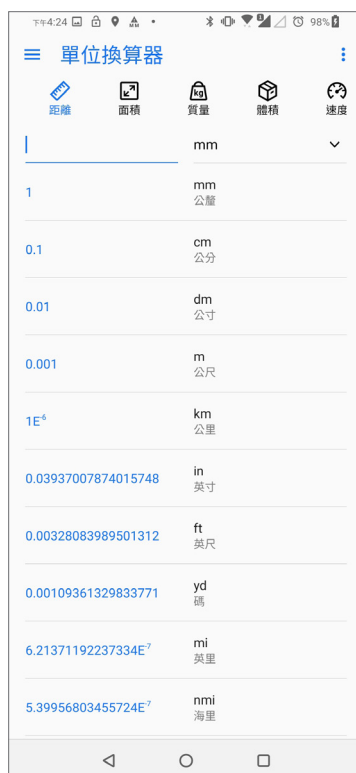 下午4:24 98%
單位換算器
距離 面積 質量 體積 速度
mm
1 mm
公釐
0.1 cm
公分
0.01 dm
公寸
0.001 m
公尺
1E⁻⁶ km
公里
0.03937007874015748 in
英寸
0.00328083989501312 ft
英尺
0.00109361329833771 yd
碼
6.21371192237334E⁻⁷ mi
英里
5.39956803455724E⁻⁷ nmi
海里